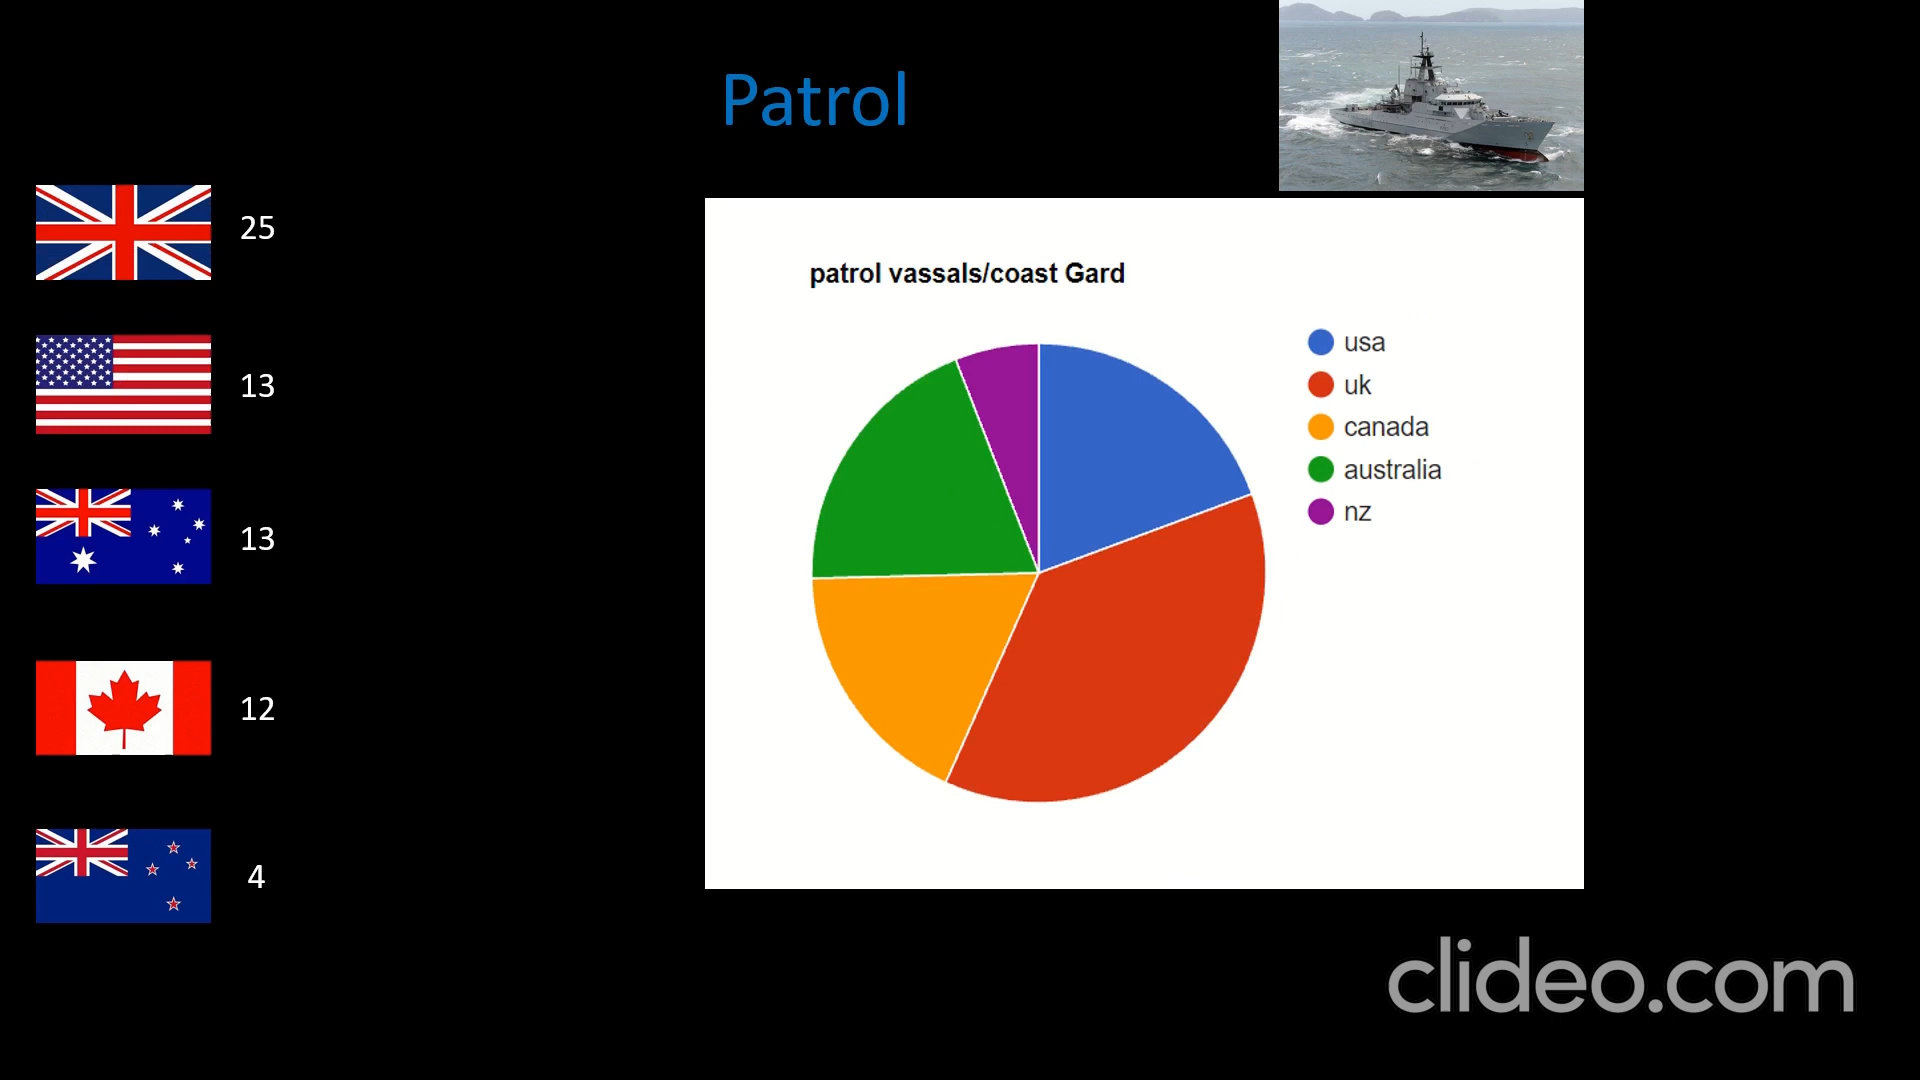 Patrol
25
13
13
12
4
patrol vassals/coast Gard
usa
uk
canada
australia
nz
clideo.com